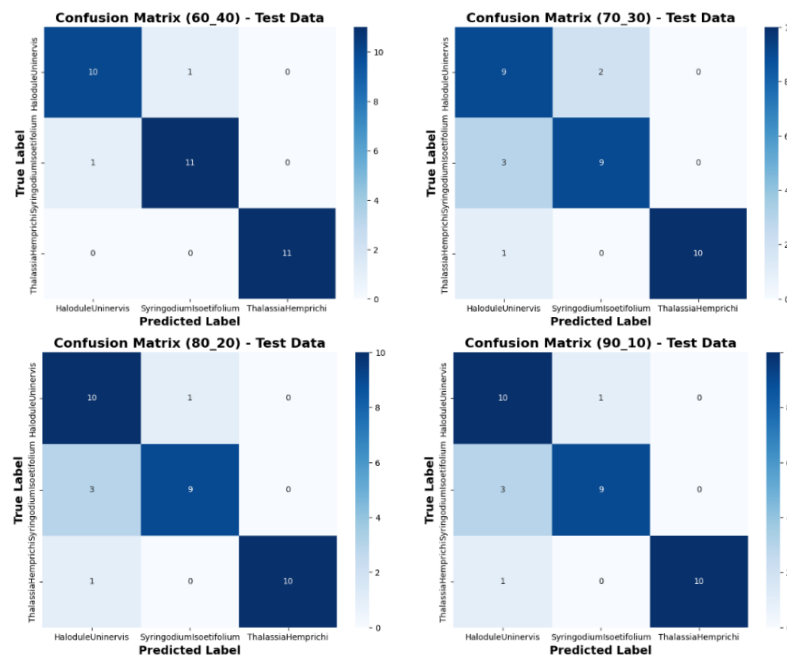 Confusion Matrix (60_40) - Test Data
True Label
HaloduleUninervis
SyringodiumIsoetifolium
ThalassiaHemprichi
10 1 0
1 11 0
0 0 11
10
8
6
4
2
0
HaloduleUninervis SyringodiumIsoetifolium ThalassiaHemprichi
Predicted Label
Confusion Matrix (70_30) - Test Data
True Label
HaloduleUninervis
SyringodiumIsoetifolium
ThalassiaHemprichi
9 2 0
3 9 0
1 0 10
HaloduleUninervis SyringodiumIsoetifolium ThalassiaHemprichi
Predicted Label
Confusion Matrix (80_20) - Test Data
True Label
HaloduleUninervis
SyringodiumIsoetifolium
ThalassiaHemprichi
10 1 0
3 9 0
1 0 10
10
8
6
4
2
0
HaloduleUninervis SyringodiumIsoetifolium ThalassiaHemprichi
Predicted Label
Confusion Matrix (90_10) - Test Data
True Label
HaloduleUninervis
SyringodiumIsoetifolium
ThalassiaHemprichi
10 1 0
3 9 0
1 0 10
HaloduleUninervis SyringodiumIsoetifolium ThalassiaHemprichi
Predicted Label